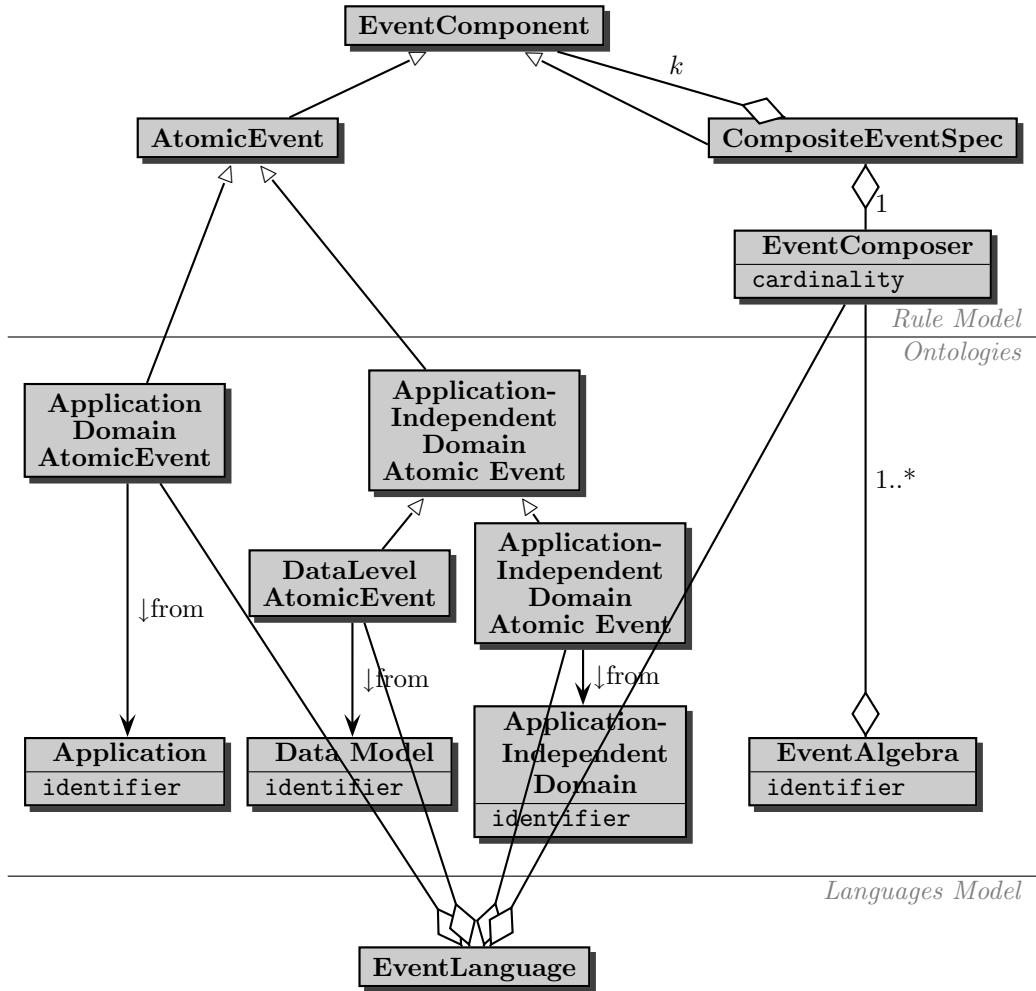 EventComponent
k
AtomicEvent
CompositeEventSpec
1
EventComposer
cardinality
Rule Model
Ontologies
Application
Domain
AtomicEvent
Application-
Independent
Domain
Atomic Event
1..*
DataLevel
AtomicEvent
Application-
Independent
Domain
Atomic Event
↓from
↓from
↓from
Application
identifier
Data Model
identifier
Application-
Independent
Domain
identifier
EventAlgebra
identifier
Languages Model
EventLanguage